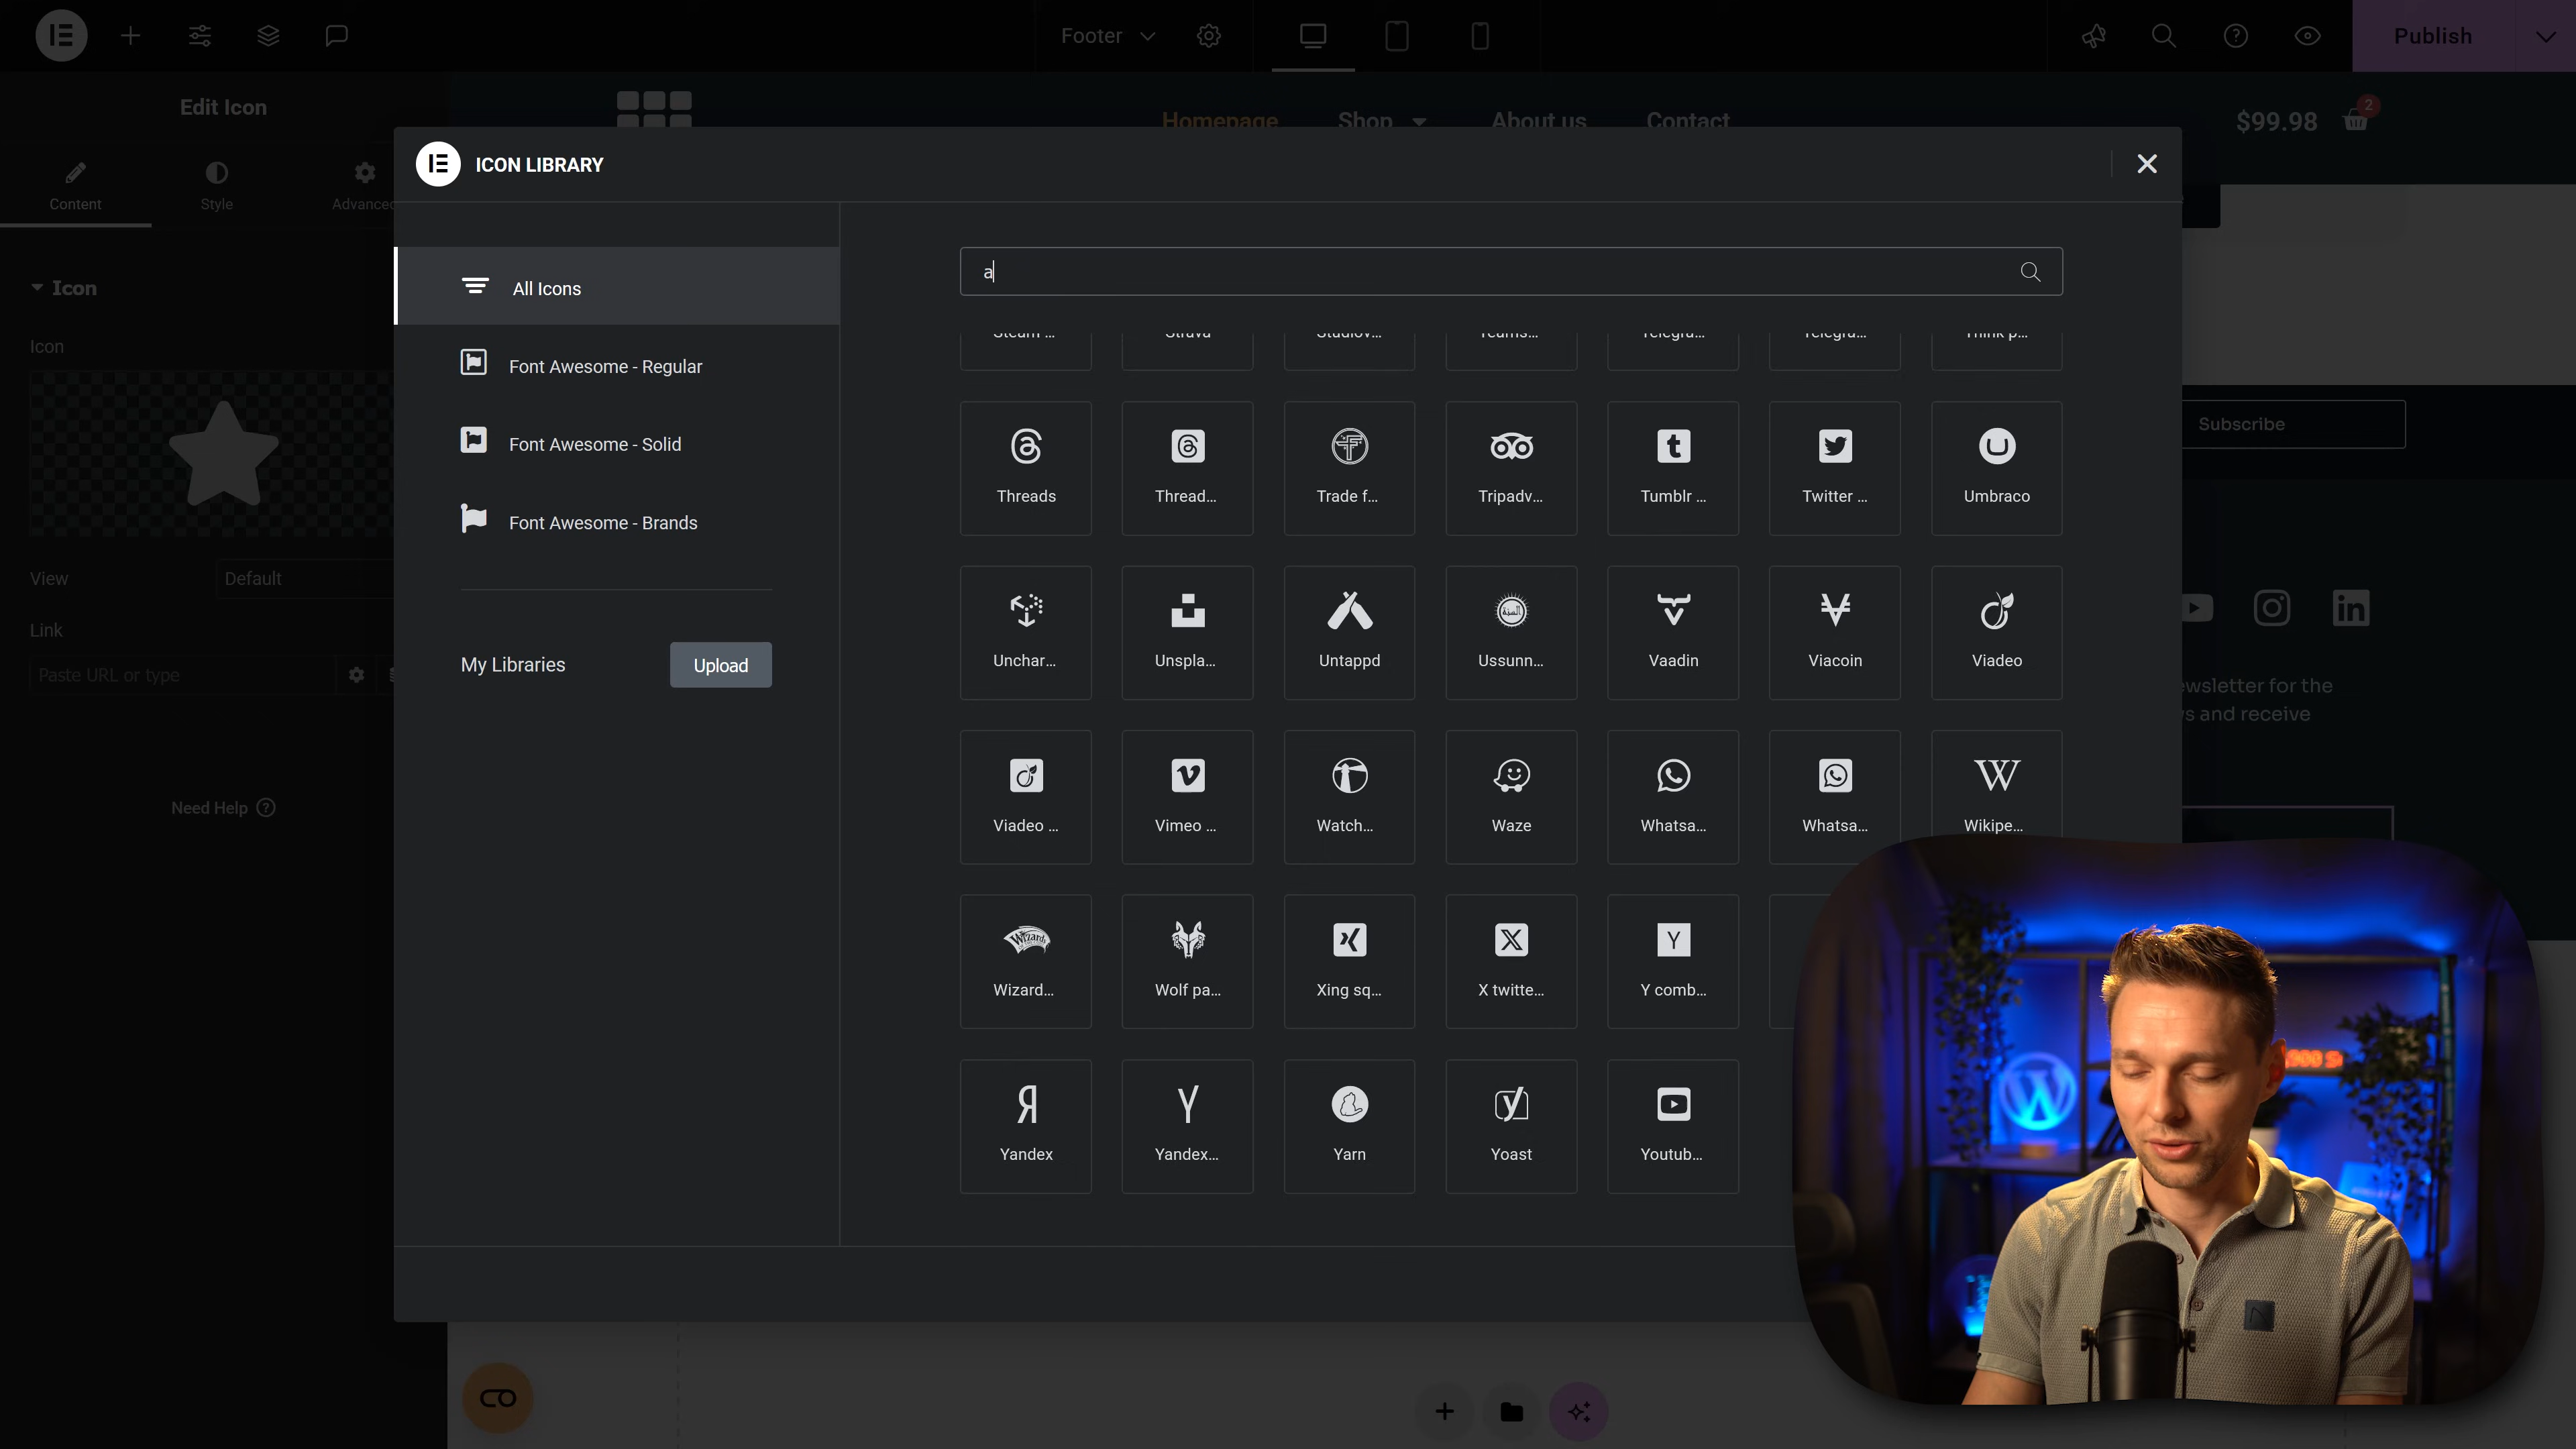 Footer
Publish
Edit Icon
Homepage
Shop
About us
Contact
$99.98
2
ICON LIBRARY
Content
Style
Advanced
a
All Icons
Icon
Icon
Font Awesome - Regular
Font Awesome - Solid
Font Awesome - Brands
Threads
Thread...
Trade f...
Tripadv...
Tumblr ...
Twitter ...
Umbraco
Subscribe
View
Default
Link
Paste URL or type
My Libraries
Upload
Unchar...
Unspla...
Untappd
Ussunn...
Vaadin
Viacoin
Viadeo
ewsletter for the
s and receive
Need Help
Viadeo ...
Vimeo ...
Watch...
Waze
Whatsa...
Whatsa...
Wikipe...
Wizard...
Wolf pa...
Xing sq...
X twitte...
Y comb...
Yandex
Yandex...
Yarn
Yoast
Youtub...